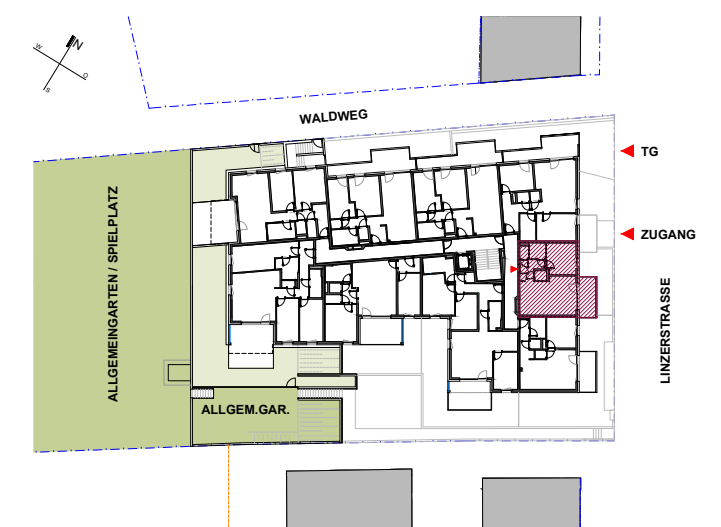 N
W
O
S
WALDWEG
TG
ZUGANG
ALLGEMEINGARTEN / SPIELPLATZ
LINZERSTRASSE
ALLGEM.GAR.